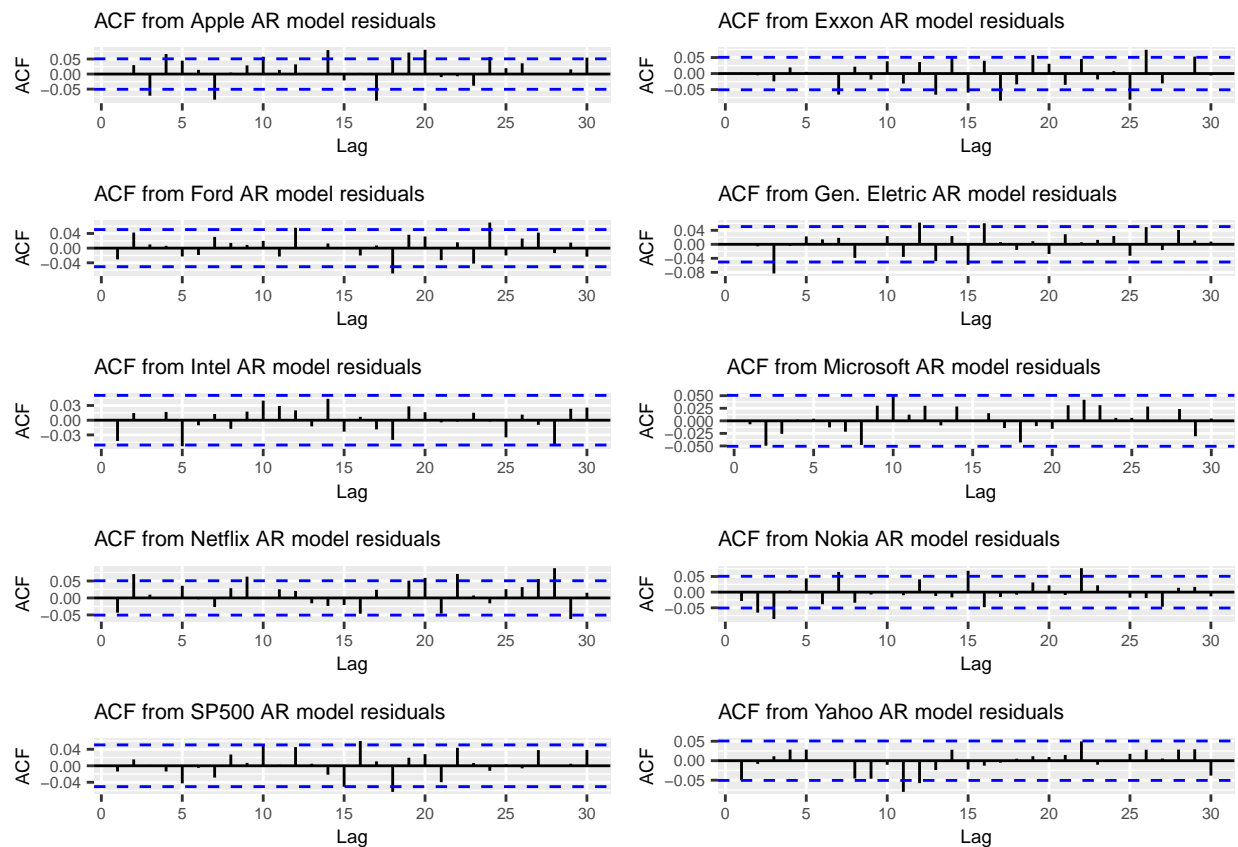 ACF from Apple AR model residuals
ACF
0.05
0.00
−0.05
0 5 10 15 20 25 30
Lag
ACF from Exxon AR model residuals
ACF
0.05
0.00
−0.05
0 5 10 15 20 25 30
Lag
ACF from Ford AR model residuals
ACF
0.04
0.00
−0.04
0 5 10 15 20 25 30
Lag
ACF from Gen. Eletric AR model residuals
ACF
0.04
0.00
−0.04
−0.08
0 5 10 15 20 25 30
Lag
ACF from Intel AR model residuals
ACF
0.03
0.00
−0.03
0 5 10 15 20 25 30
Lag
ACF from Microsoft AR model residuals
ACF
0.050
0.025
0.000
−0.025
−0.050
0 5 10 15 20 25 30
Lag
ACF from Netflix AR model residuals
ACF
0.05
0.00
−0.05
0 5 10 15 20 25 30
Lag
ACF from Nokia AR model residuals
ACF
0.05
0.00
−0.05
0 5 10 15 20 25 30
Lag
ACF from SP500 AR model residuals
ACF
0.04
0.00
−0.04
0 5 10 15 20 25 30
Lag
ACF from Yahoo AR model residuals
ACF
0.05
0.00
−0.05
0 5 10 15 20 25 30
Lag